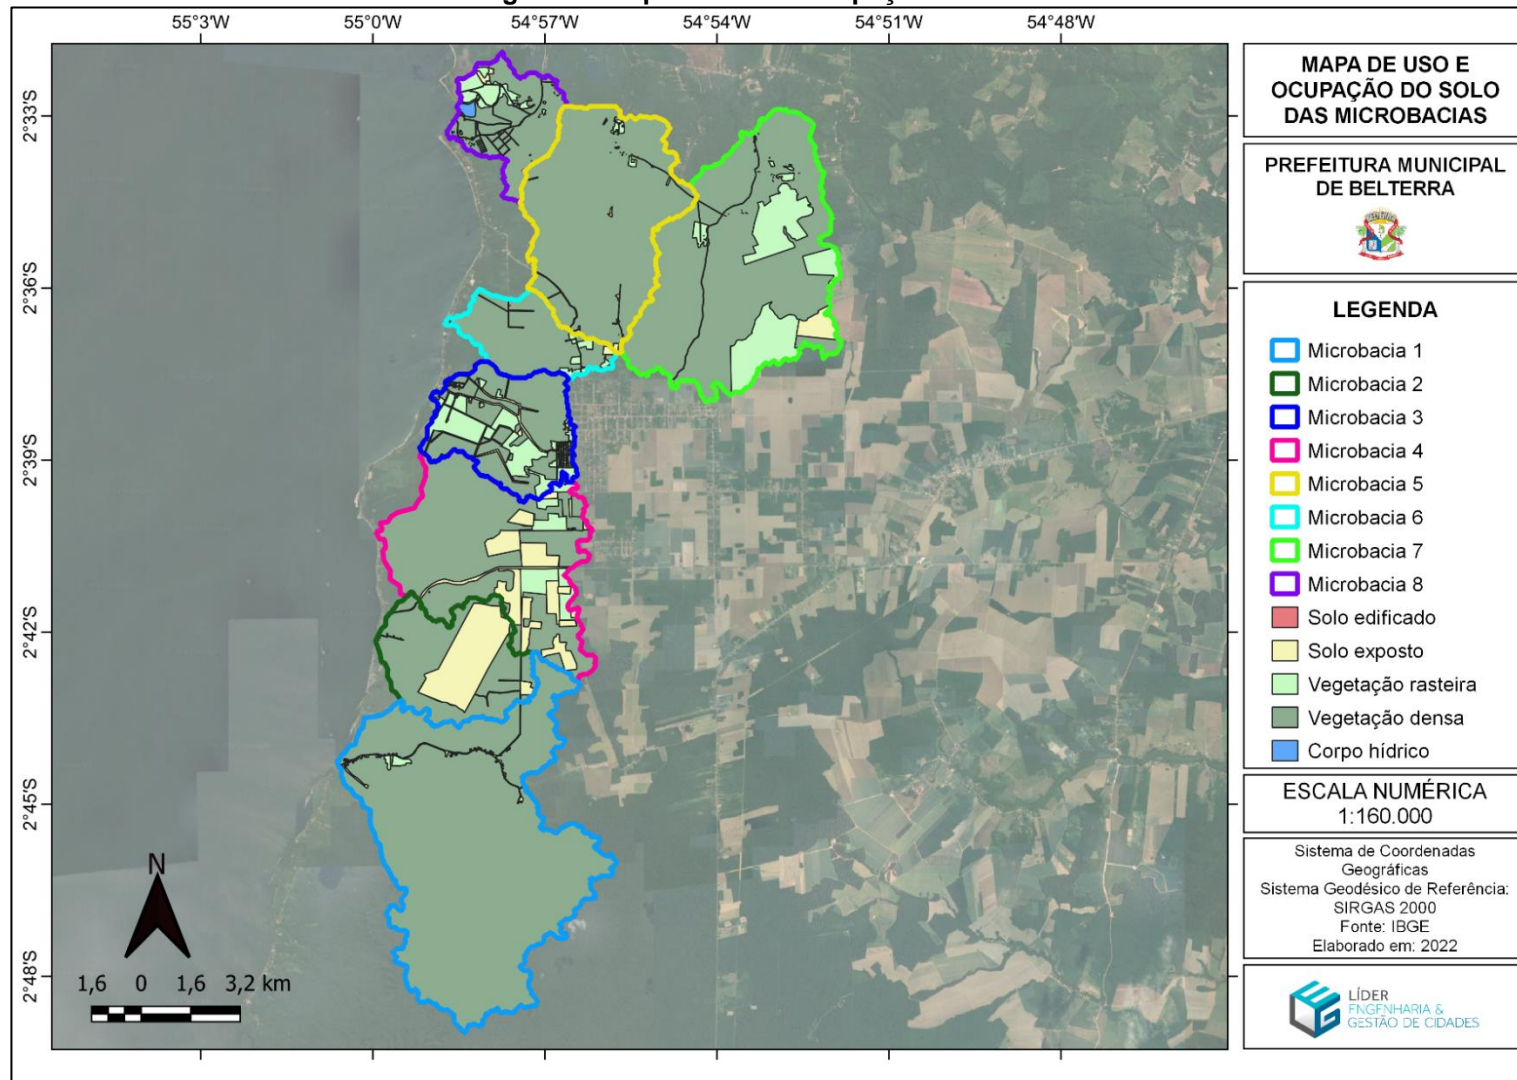 55°3'W 55°0'W 54°57'W 54°54'W 54°51'W 54°48'W
2°33'S
2°36'S
2°39'S
2°42'S
2°45'S
2°48'S
N
1,6 0 1,6 3,2 km
MAPA DE USO E
OCUPAÇÃO DO SOLO
DAS MICROBACIAS
PREFEITURA MUNICIPAL
DE BELTERRA
LEGENDA
Microbacia 1
Microbacia 2
Microbacia 3
Microbacia 4
Microbacia 5
Microbacia 6
Microbacia 7
Microbacia 8
Solo edificado
Solo exposto
Vegetação rasteira
Vegetação densa
Corpo hídrico
ESCALA NUMÉRICA
1:160.000
Sistema de Coordenadas
Geográficas
Sistema Geodésico de Referência:
SIRGAS 2000
Fonte: IBGE
Elaborado em: 2022
LÍDER
ENGENHARIA &
GESTÃO DE CIDADES